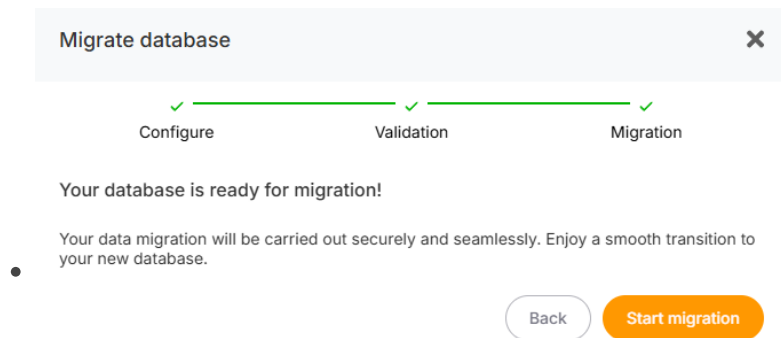 Migrate database
Configure
Validation
Migration
Your database is ready for migration!
Your data migration will be carried out securely and seamlessly. Enjoy a smooth transition to
your new database.
Back
Start migration